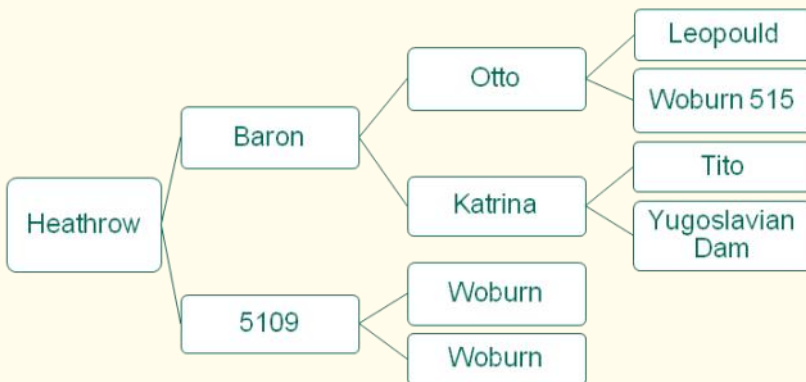 Leopould
Otto
Woburn 515
Baron
Tito
Katrina
Yugoslavian
Dam
Heathrow
Woburn
5109
Woburn